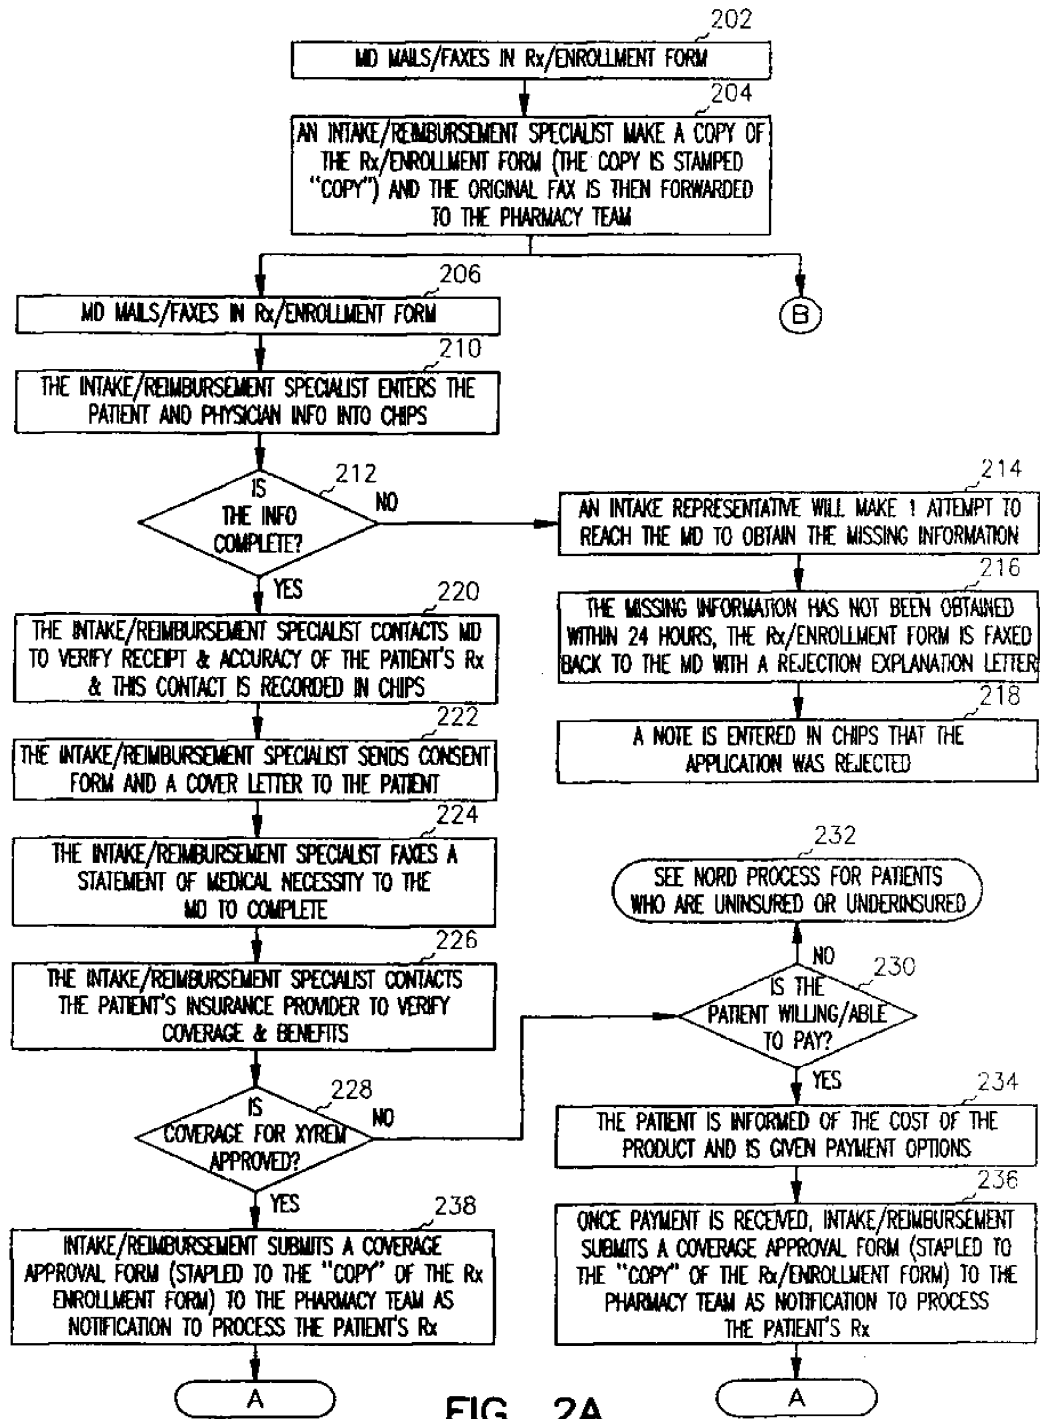 202
MD MAILS/FAXES IN Rx/ENROLLMENT FORM
204
AN INTAKE/REIMBURSEMENT SPECIALIST MAKE A COPY OF
THE Rx/ENROLLMENT FORM (THE COPY IS STAMPED
"COPY") AND THE ORIGINAL FAX IS THEN FORWARDED
TO THE PHARMACY TEAM
206
MD MAILS/FAXES IN Rx/ENROLLMENT FORM
B
210
THE INTAKE/REIMBURSEMENT SPECIALIST ENTERS THE
PATIENT AND PHYSICIAN INFO INTO CHIPS
212
IS
THE INFO
COMPLETE?
NO
YES
214
AN INTAKE REPRESENTATIVE WILL MAKE 1 ATTEMPT TO
REACH THE MD TO OBTAIN THE MISSING INFORMATION
216
THE MISSING INFORMATION HAS NOT BEEN OBTAINED
WITHIN 24 HOURS, THE Rx/ENROLLMENT FORM IS FAXED
BACK TO THE MD WITH A REJECTION EXPLANATION LETTER
218
A NOTE IS ENTERED IN CHIPS THAT THE
APPLICATION WAS REJECTED
220
THE INTAKE/REIMBURSEMENT SPECIALIST CONTACTS MD
TO VERIFY RECEIPT & ACCURACY OF THE PATIENT'S Rx
& THIS CONTACT IS RECORDED IN CHIPS
222
THE INTAKE/REIMBURSEMENT SPECIALIST SENDS CONSENT
FORM AND A COVER LETTER TO THE PATIENT
224
THE INTAKE/REIMBURSEMENT SPECIALIST FAXES A
STATEMENT OF MEDICAL NECESSITY TO THE
MD TO COMPLETE
226
THE INTAKE/REIMBURSEMENT SPECIALIST CONTACTS
THE PATIENT'S INSURANCE PROVIDER TO VERIFY
COVERAGE & BENEFITS
228
IS
COVERAGE FOR XYREM
APPROVED?
NO
YES
232
SEE NORD PROCESS FOR PATIENTS
WHO ARE UNINSURED OR UNDERINSURED
NO
230
IS THE
PATIENT WILLING/ABLE
TO PAY?
YES
234
THE PATIENT IS INFORMED OF THE COST OF THE
PRODUCT AND IS GIVEN PAYMENT OPTIONS
236
ONCE PAYMENT IS RECEIVED, INTAKE/REIMBURSEMENT
SUBMITS A COVERAGE APPROVAL FORM (STAPLED TO
THE "COPY" OF THE Rx/ENROLLMENT FORM) TO THE
PHARMACY TEAM AS NOTIFICATION TO PROCESS
THE PATIENT'S Rx
A
238
INTAKE/REIMBURSEMENT SUBMITS A COVERAGE
APPROVAL FORM (STAPLED TO THE "COPY" OF THE Rx
ENROLLMENT FORM) TO THE PHARMACY TEAM AS
NOTIFICATION TO PROCESS THE PATIENT'S Rx
A
FIG. 2A